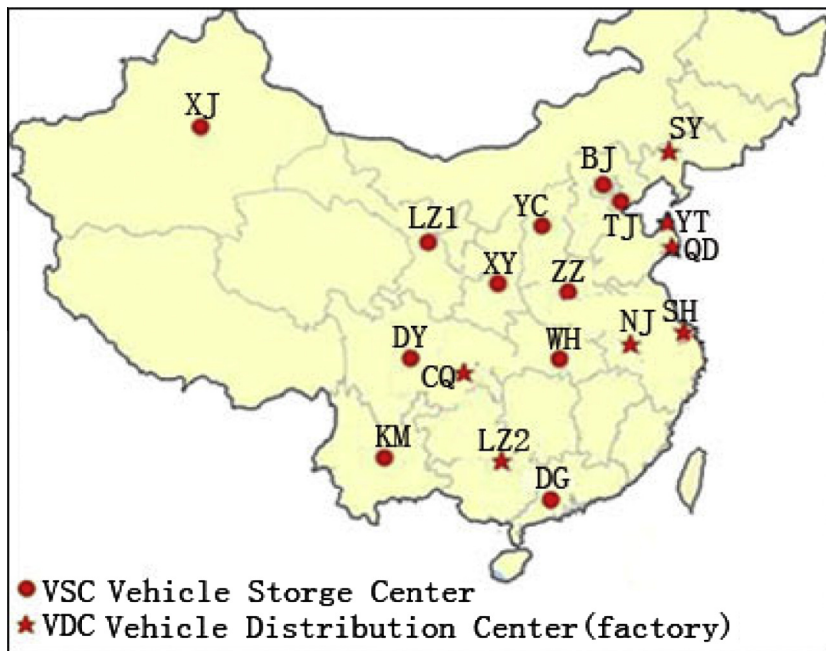 XJ
SY
BJ
TJ
YC
YT
LZ1
QD
XY
ZZ
SH
NJ
DY
WH
CQ
KM
LZ2
DG
VSC Vehicle Storge Center
VDC Vehicle Distribution Center(factory)